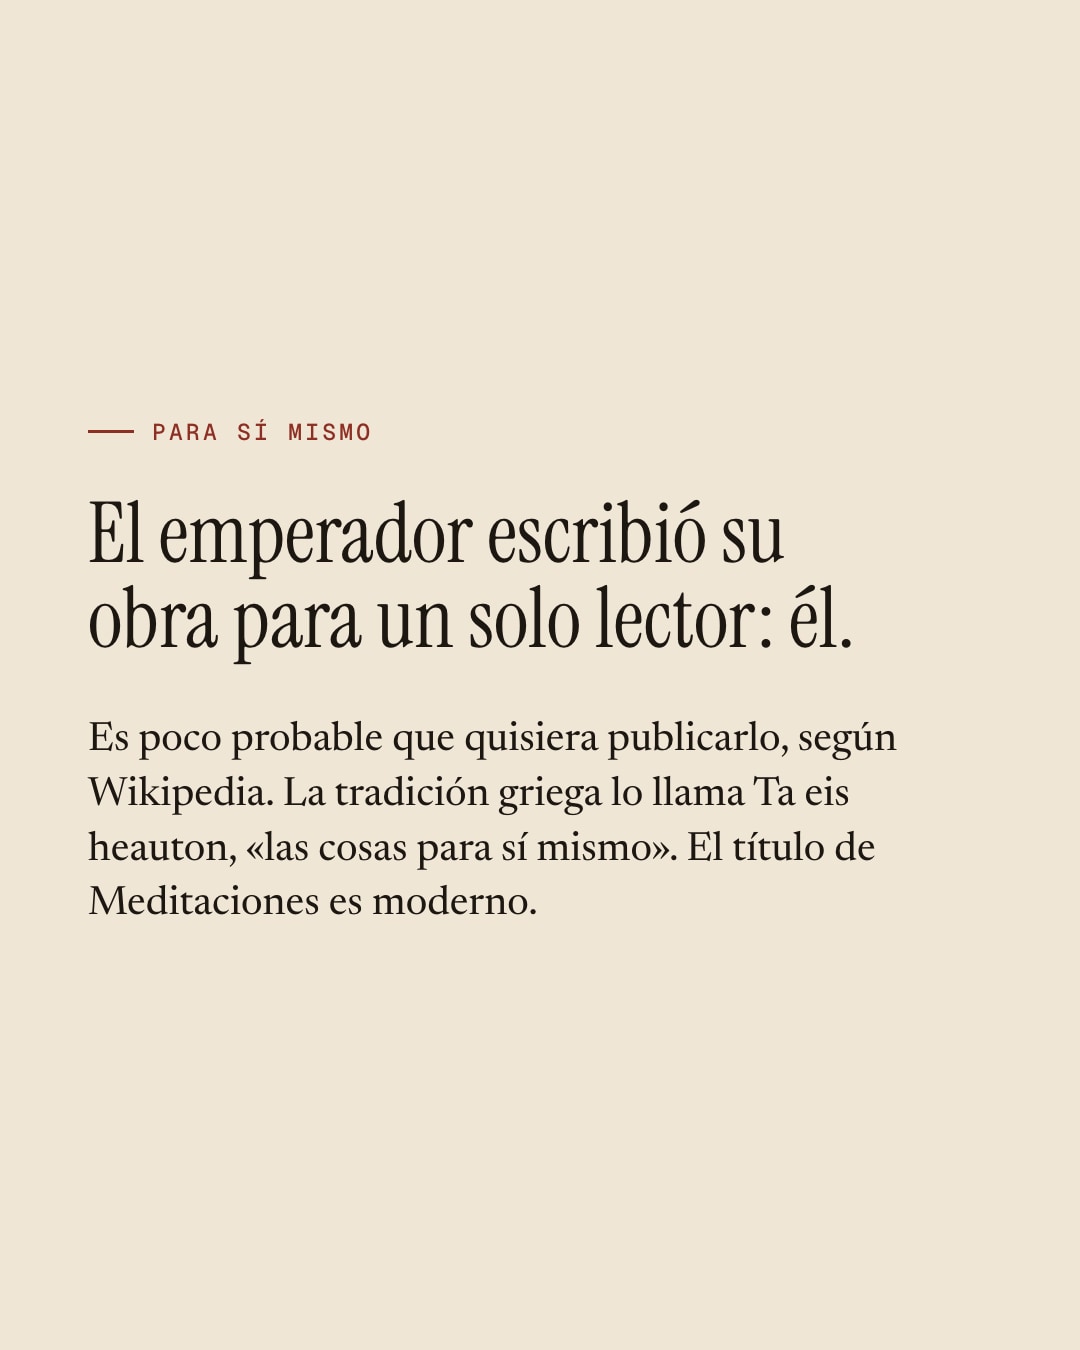 PARA SÍ MISMO
El emperador escribió su
obra para un solo lector: él.
Es poco probable que quisiera publicarlo, según
Wikipedia. La tradición griega lo llama Ta eis
heauton, «las cosas para sí mismo». El título de
Meditaciones es moderno.